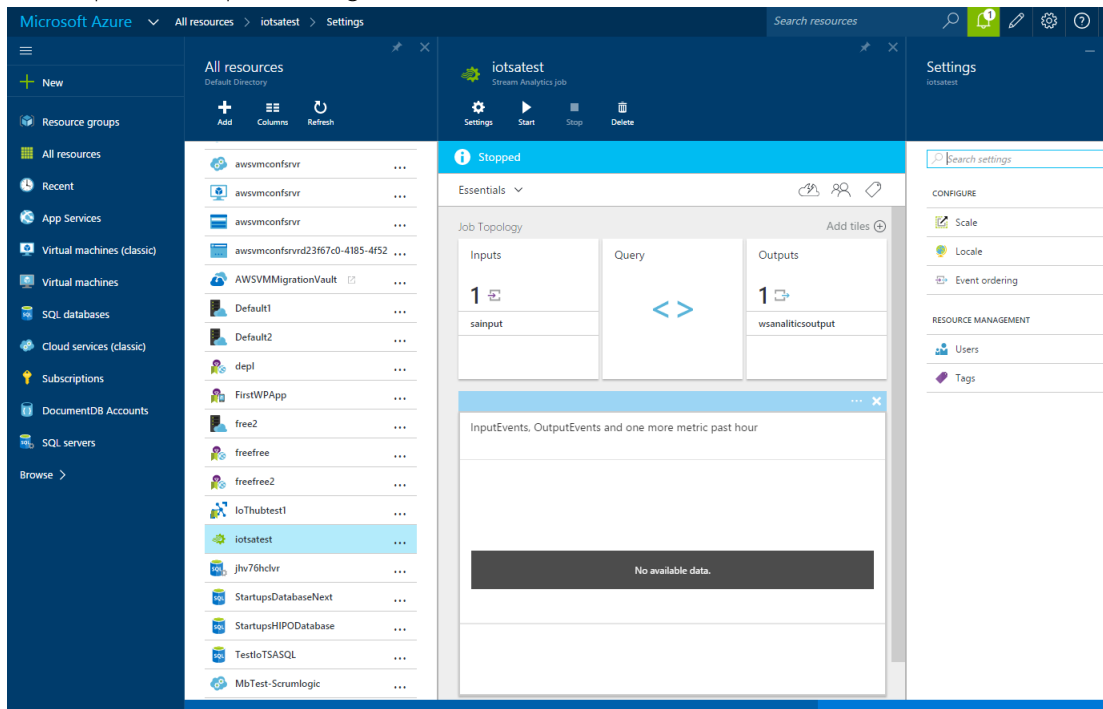 Microsoft Azure All resources > iotsatest > Settings Search resources
New
Resource groups
All resources
Recent
App Services
Virtual machines (classic)
Virtual machines
SQL databases
Cloud services (classic)
Subscriptions
DocumentDB Accounts
SQL servers
Browse >
All resources
Default Directory
Add Columns Refresh
awsvmconfsrvr ...
awsvmconfsrvr ...
awsvmconfsrvr ...
awsvmconfsrvrd23f67c0-4185-4f52 ...
AWSVMMigrationVault ...
Default1 ...
Default2 ...
depl ...
FirstWPApp ...
free2 ...
freefree ...
freefree2 ...
IoThubtest1 ...
iotsatest ...
jhv76hclvr ...
StartupsDatabaseNext ...
StartupsHIPODatabase ...
TestIoTSASQL ...
MbTest-Scrumlogic ...
iotsatest
Stream Analytics job
Settings Start Stop Delete
Stopped
Essentials
Job Topology Add tiles
Inputs
1
sainput
Query
< >
Outputs
1
wsanaliticsoutput
InputEvents, OutputEvents and one more metric past hour
No available data.
Settings
iotsatest
Search settings
CONFIGURE
Scale
Locale
Event ordering
RESOURCE MANAGEMENT
Users
Tags